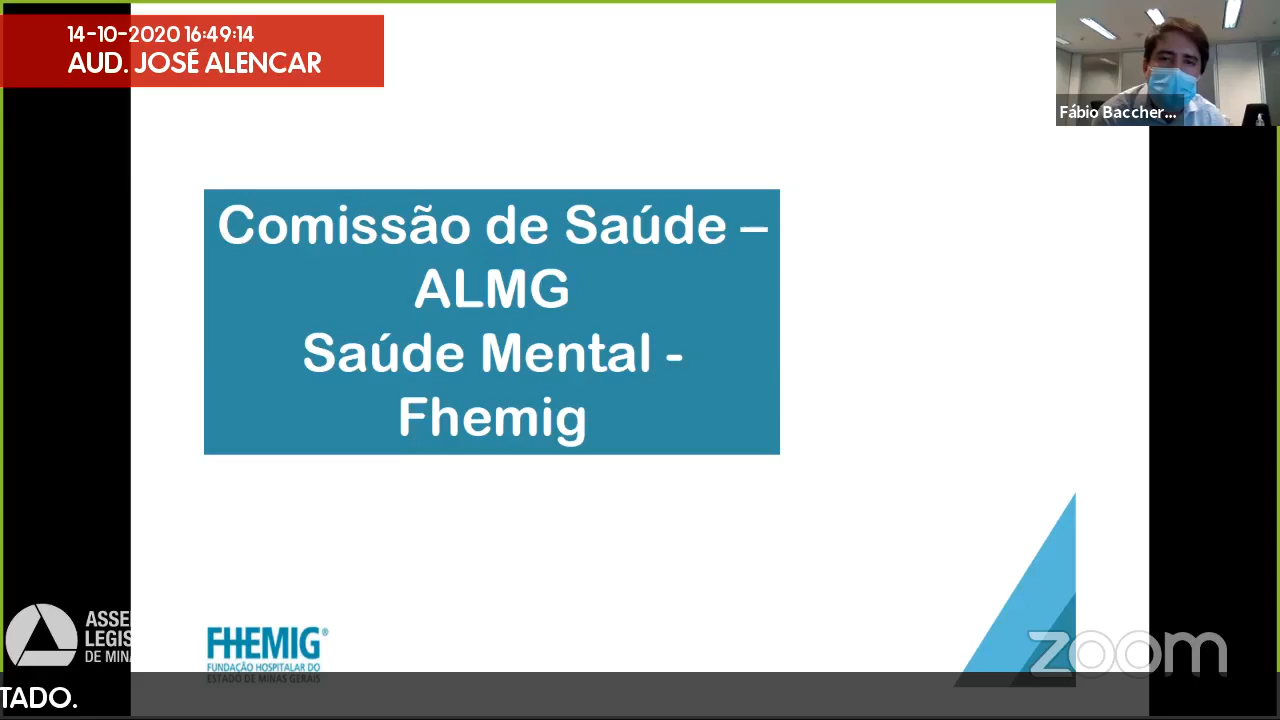 14-10-2020 16:49:14
AUD. JOSÉ ALENCAR
Fábio Baccher...
Comissão de Saúde –
ALMG
Saúde Mental -
Fhemig
ASSE
LEGIS
DE MINA
FHEMIG®
FUNDAÇÃO HOSPITALAR DO
ESTADO DE MINAS GERAIS
zoom
TADO.